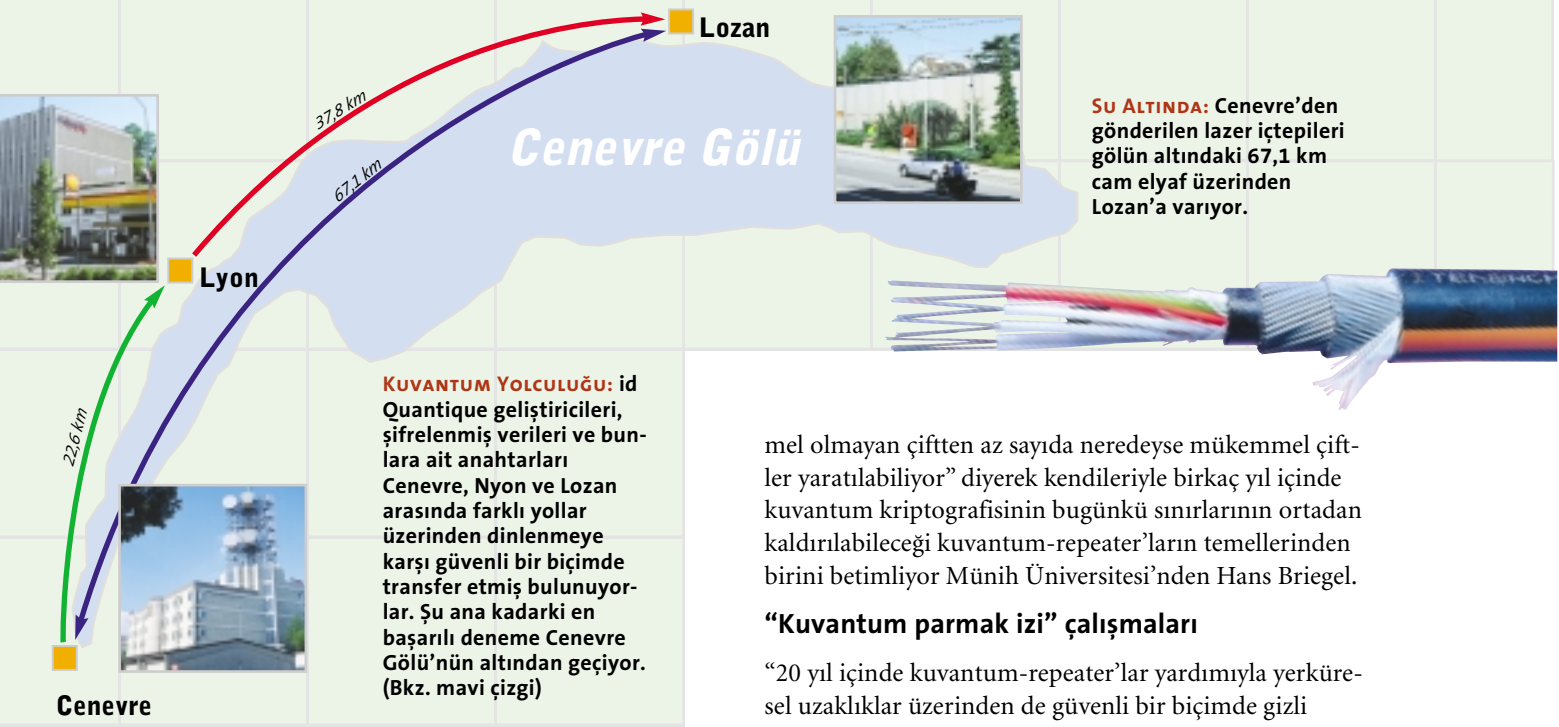 Lozan
37,8 km
Cenevre Gölü
67,1 km
SU ALTINDA: Cenevre’den
gönderilen lazer içtepileri
gölün altındaki 67,1 km
cam elyaf üzerinden
Lozan’a varıyor.
Lyon
22,6 km
Cenevre
KUVANTUM YOLCULUĞU: id
Quantique geliştiricileri,
şifrelenmiş verileri ve bun-
lara ait anahtarları
Cenevre, Nyon ve Lozan
arasında farklı yollar
üzerinden dinlenmeye
karşı güvenli bir biçimde
transfer etmiş bulunuyor-
lar. Şu ana kadarki en
başarılı deneme Cenevre
Gölü’nün altından geçiyor.
(Bkz. mavi çizgi)
mel olmayan çiftten az sayıda neredeyse mükemmel çift-
ler yaratılabiliyor” diyerek kendileriyle birkaç yıl içinde
kuvantum kriptografisinin bugünkü sınırlarının ortadan
kaldırılabileceği kuvantum-repeater’ların temellerinden
birini betimliyor Münih Üniversitesi’nden Hans Briegel.
“Kuvantum parmak izi” çalışmaları
“20 yıl içinde kuvantum-repeater’lar yardımıyla yerküre-
sel uzaklıklar üzerinden de güvenli bir biçimde gizli